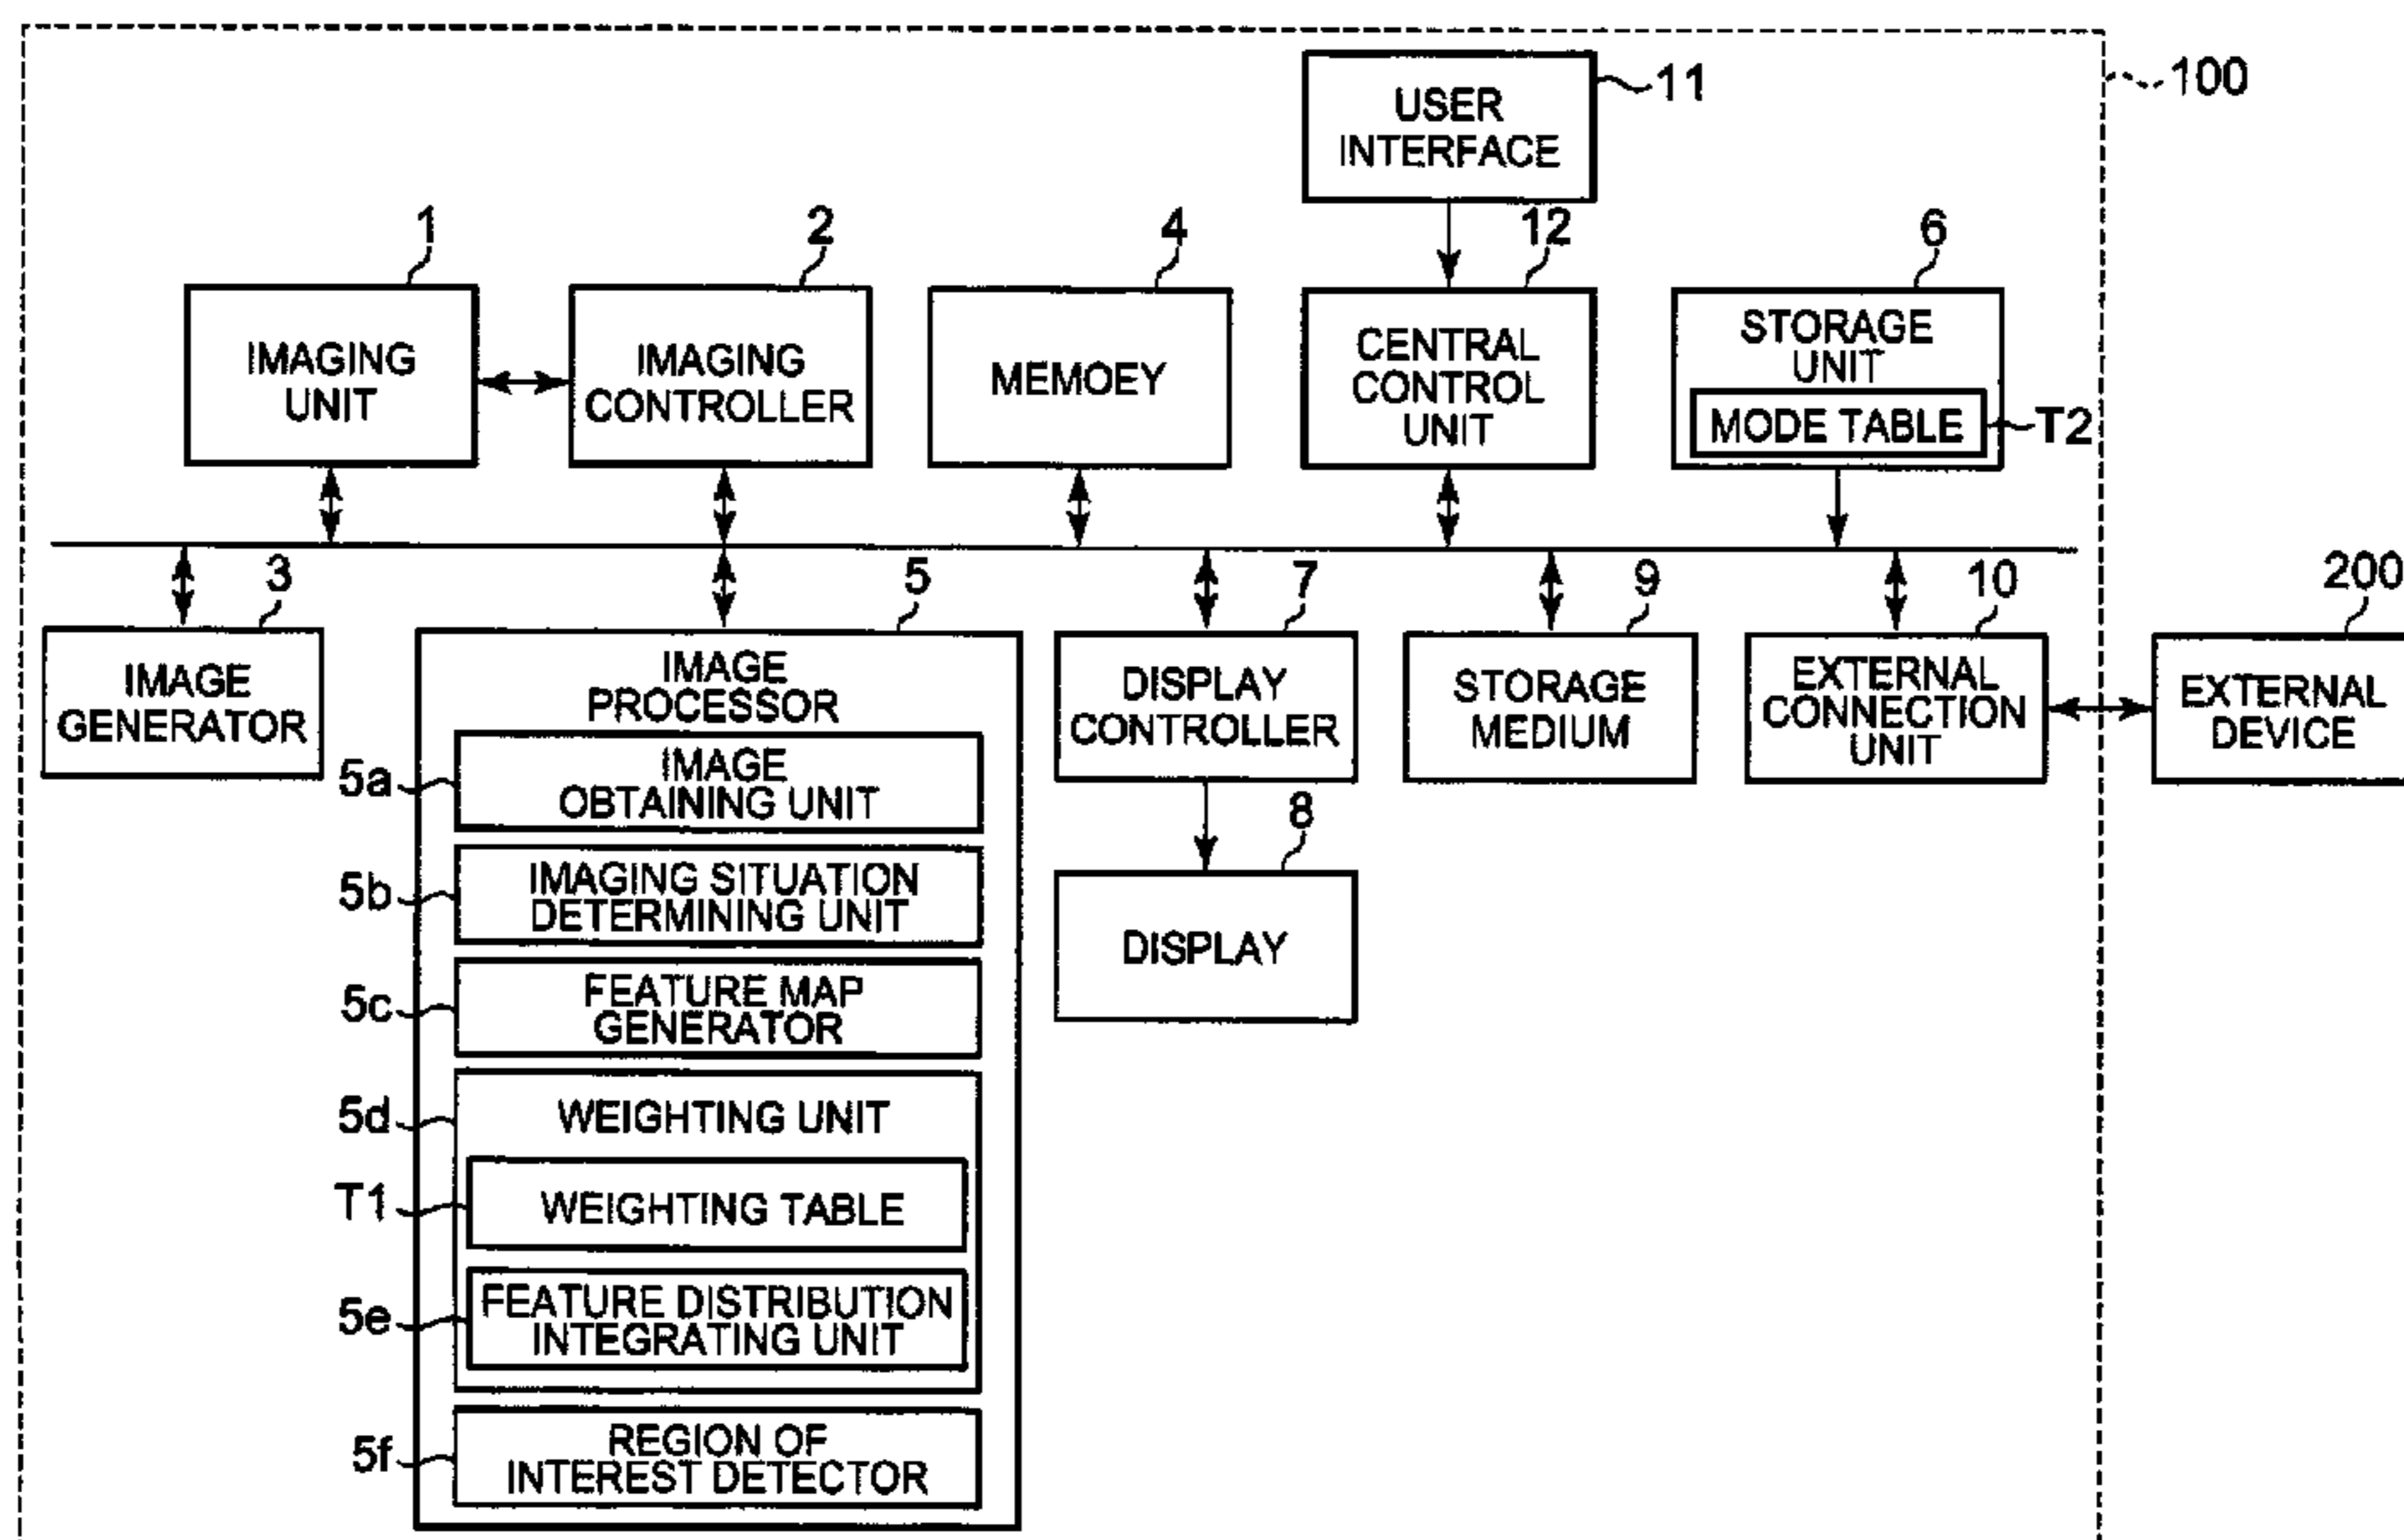 100
USER
INTERFACE
11
1
IMAGING
UNIT
2
IMAGING
CONTROLLER
4
MEMOEY
12
CENTRAL
CONTROL
UNIT
6
STORAGE
UNIT
MODE TABLE
T2
3
IMAGE
GENERATOR
5
IMAGE
PROCESSOR
5a
IMAGE
OBTAINING UNIT
5b
IMAGING SITUATION
DETERMINING UNIT
5c
FEATURE MAP
GENERATOR
5d
WEIGHTING UNIT
T1
WEIGHTING TABLE
5e
FEATURE DISTRIBUTION
INTEGRATING UNIT
5f
REGION OF
INTEREST DETECTOR
7
DISPLAY
CONTROLLER
8
DISPLAY
9
STORAGE
MEDIUM
10
EXTERNAL
CONNECTION
UNIT
200
EXTERNAL
DEVICE